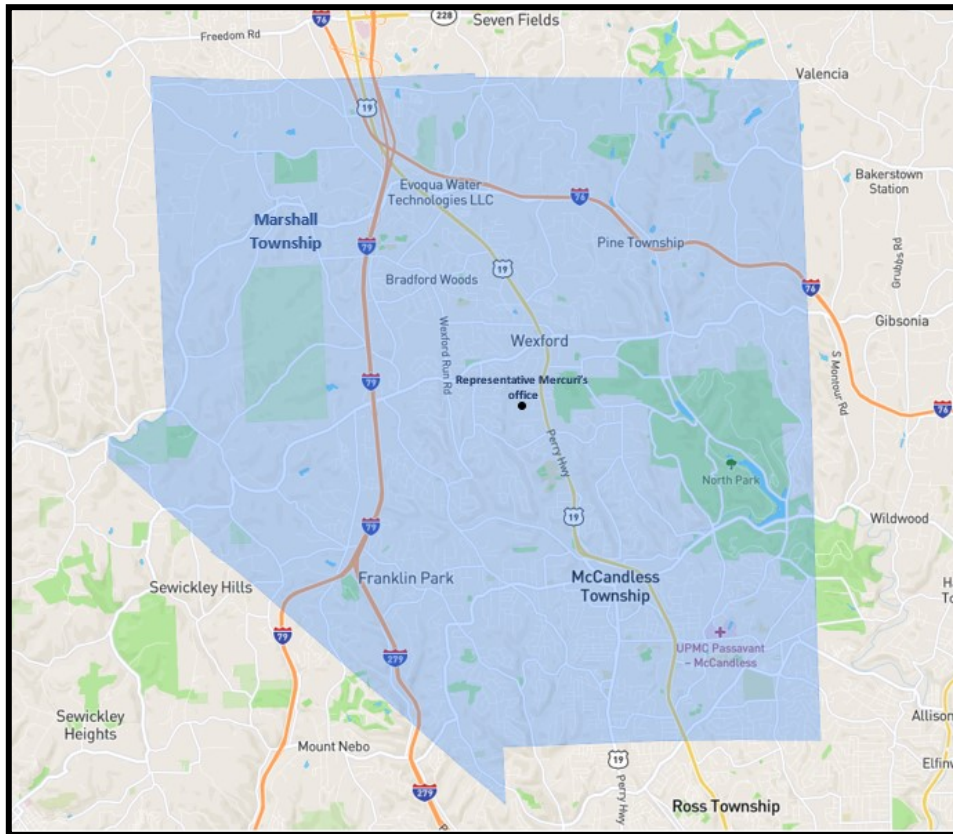 76
228
Seven Fields
Freedom Rd
Valencia
19
Evoqua Water
Technologies LLC
76
Bakerstown
Station
Marshall
Township
79
Pine Township
Grubbs Rd
Bradford Woods
19
76
Gibsonia
Wexford
Wexford Run Rd
S Montour Rd
79
Representative Mercuri's
office
76
Perry Hwy
North Park
19
Wildwood
79
Sewickley Hills
Franklin Park
McCandless
Township
79
UPMC Passavant
– McCandless
279
Sewickley
Heights
Mount Nebo
19
Perry Hwy
279
Ross Township